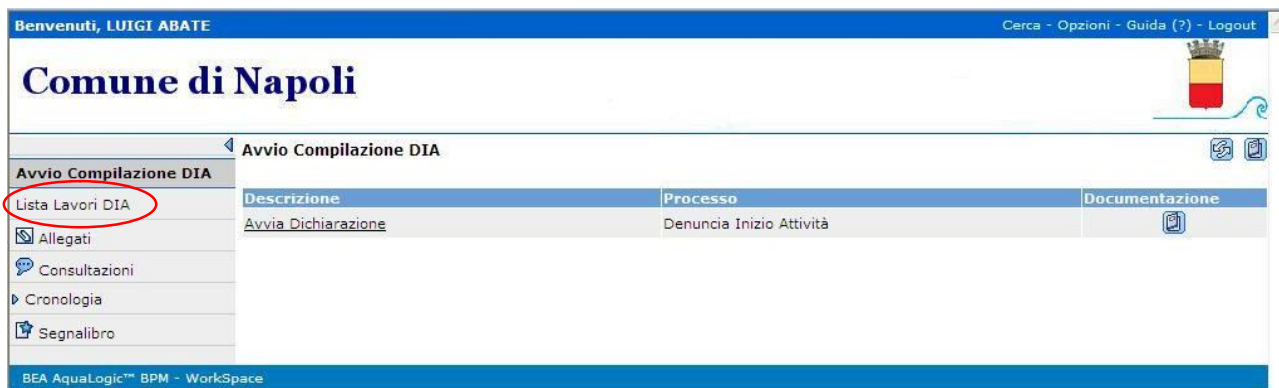 Benvenuti, LUIGI ABATE
Cerca - Opzioni - Guida (?) - Logout
Comune di Napoli
Avvio Compilazione DIA
Avvio Compilazione DIA
Lista Lavori DIA
Allegati
Consultazioni
Cronologia
Segnalibro
Descrizione Processo Documentazione
Avvia Dichiarazione Denuncia Inizio Attività
BEA AquaLogic™ BPM - WorkSpace